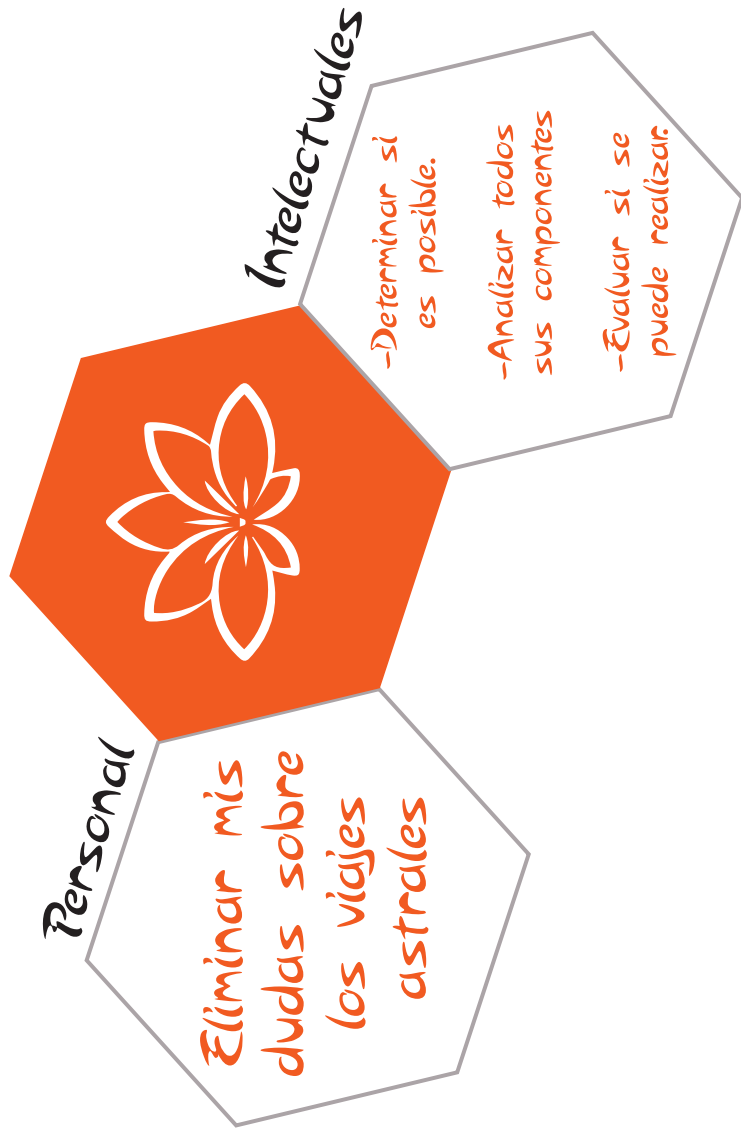 Personal
Eliminar mis
dudas sobre
los viajes
astrales
Intelectuales
-Determinar si
es posible.
-Analizar todos
sus componentes
-Evaluar si se
puede realizar.